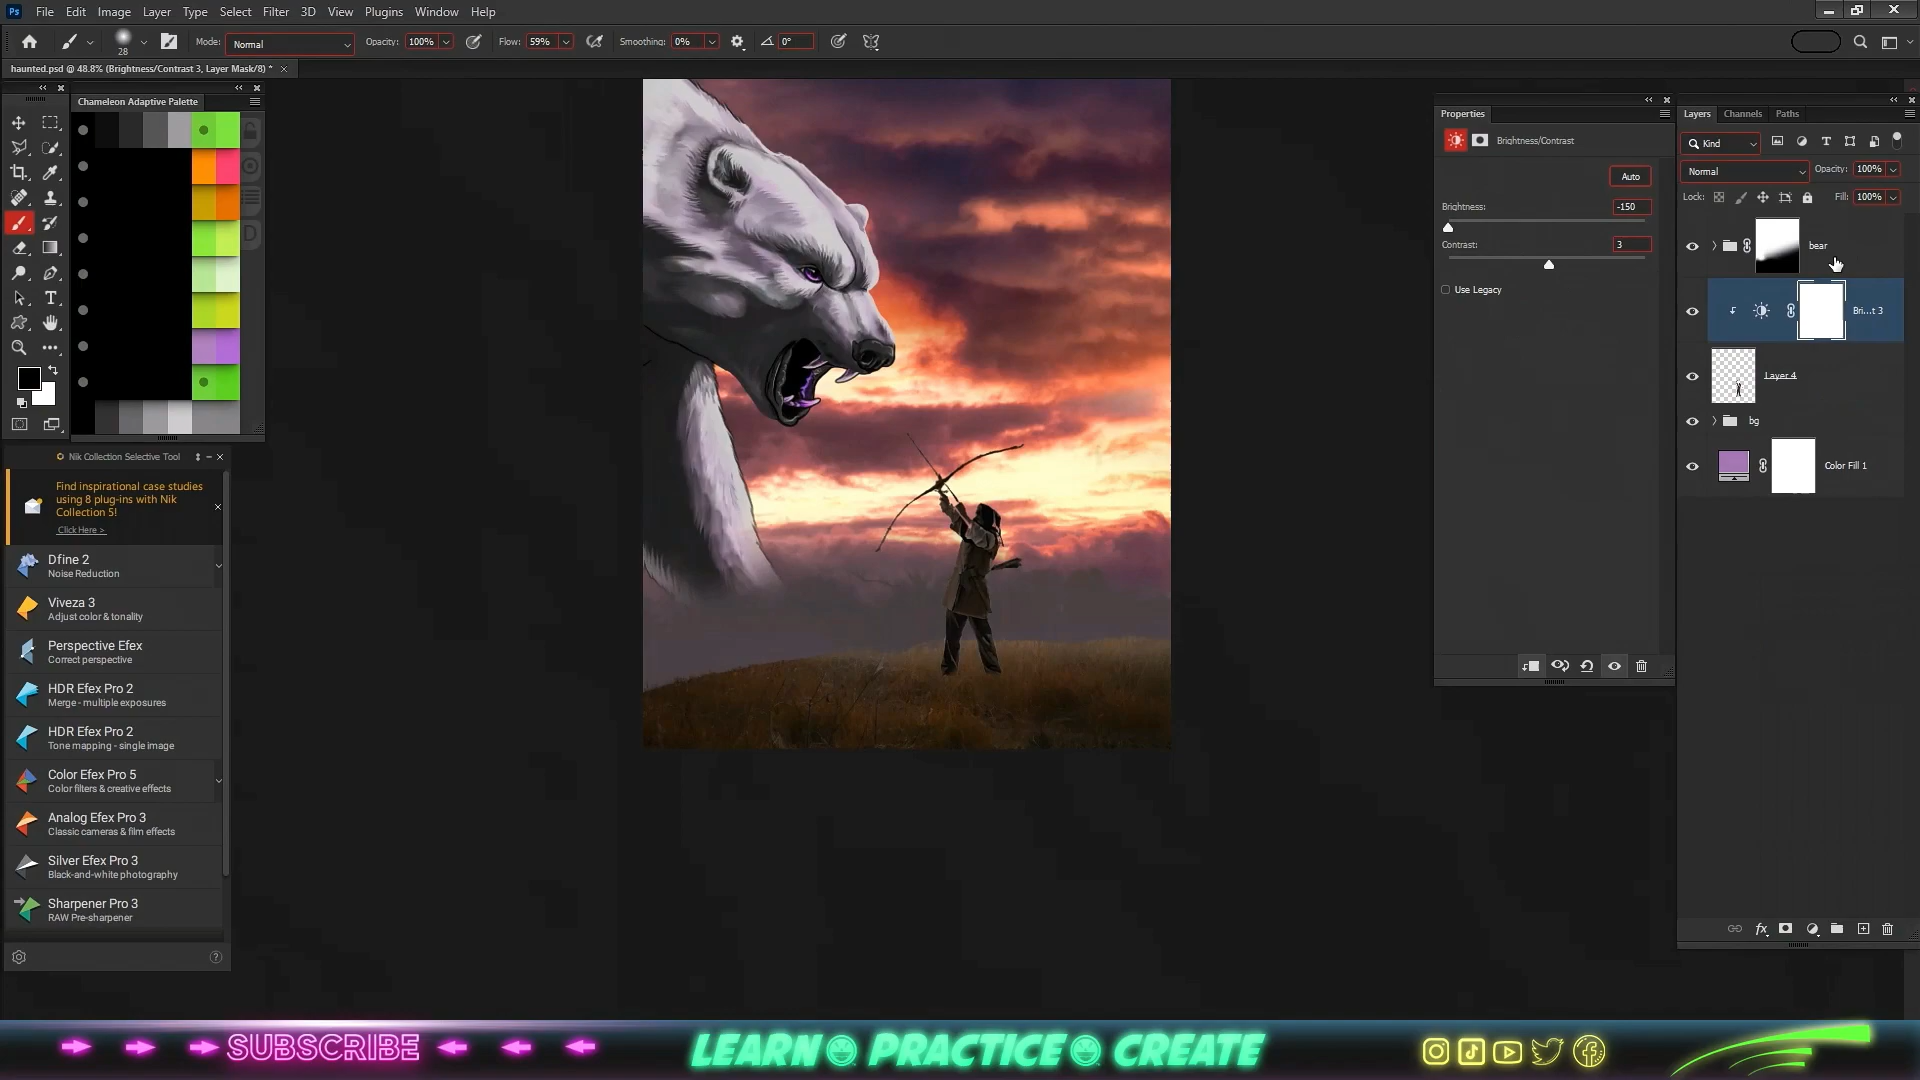 Ps File Edit Image Layer Type Select Filter 3D View Plugins Window Help
28 Mode: Normal Opacity: 100% Flow: 59% Smoothing: 0% 0°
haunted.psd @ 48.8% (Brightness/Contrast 3, Layer Mask/8) *
Chameleon Adaptive Palette
D
Nik Collection Selective Tool
Find inspirational case studies
using 8 plug-ins with Nik
Collection 5!
Click Here >
Dfine 2
Noise Reduction
Viveza 3
Adjust color & tonality
Perspective Efex
Correct perspective
HDR Efex Pro 2
Merge - multiple exposures
HDR Efex Pro 2
Tone mapping - single image
Color Efex Pro 5
Color filters & creative effects
Analog Efex Pro 3
Classic cameras & film effects
Silver Efex Pro 3
Black-and-white photography
Sharpener Pro 3
RAW Pre-sharpener
Properties
Brightness/Contrast
Auto
Brightness: -150
Contrast: 3
Use Legacy
Layers Channels Paths
Kind
Normal Opacity: 100%
Lock: Fill: 100%
bear
Bri...t 3
Layer 4
bg
Color Fill 1
fx
SUBSCRIBE LEARN PRACTICE CREATE